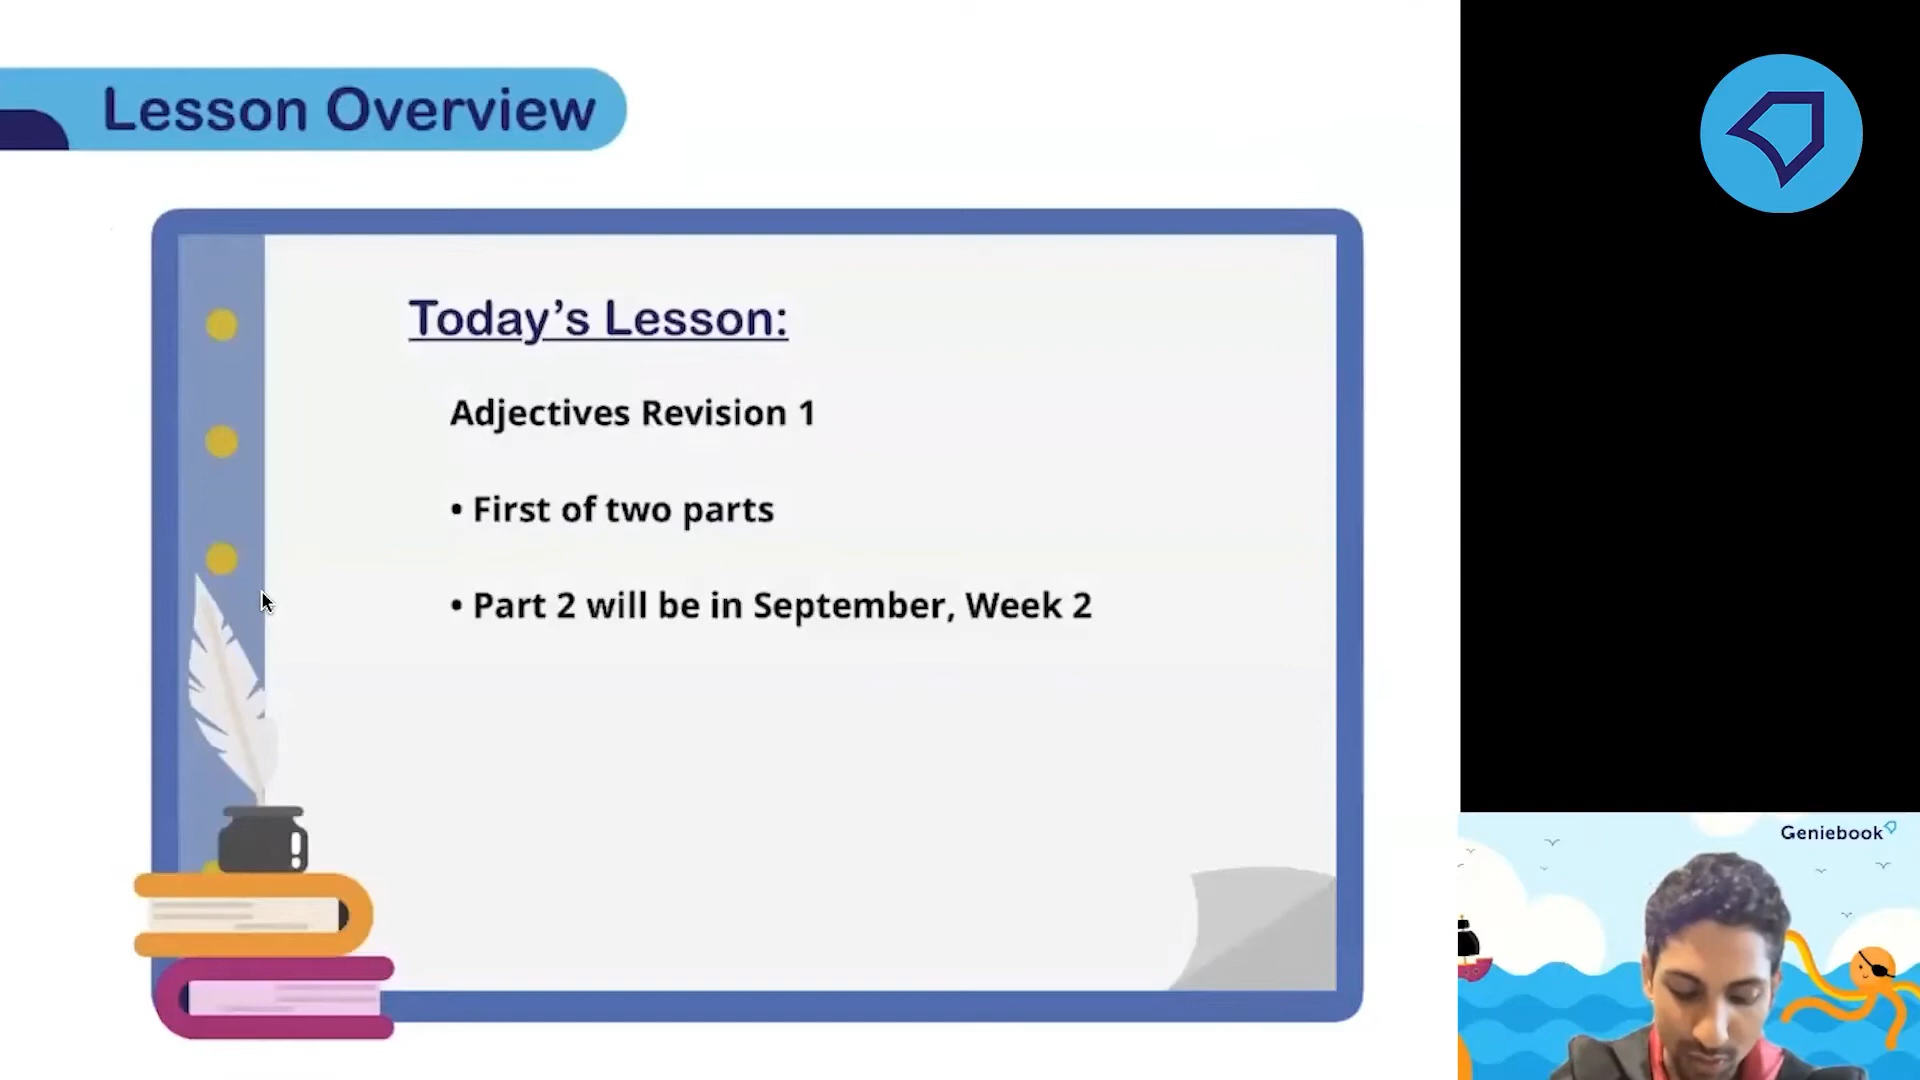 Lesson Overview
Today’s Lesson:
Adjectives Revision 1
• First of two parts
• Part 2 will be in September, Week 2
Geniebook